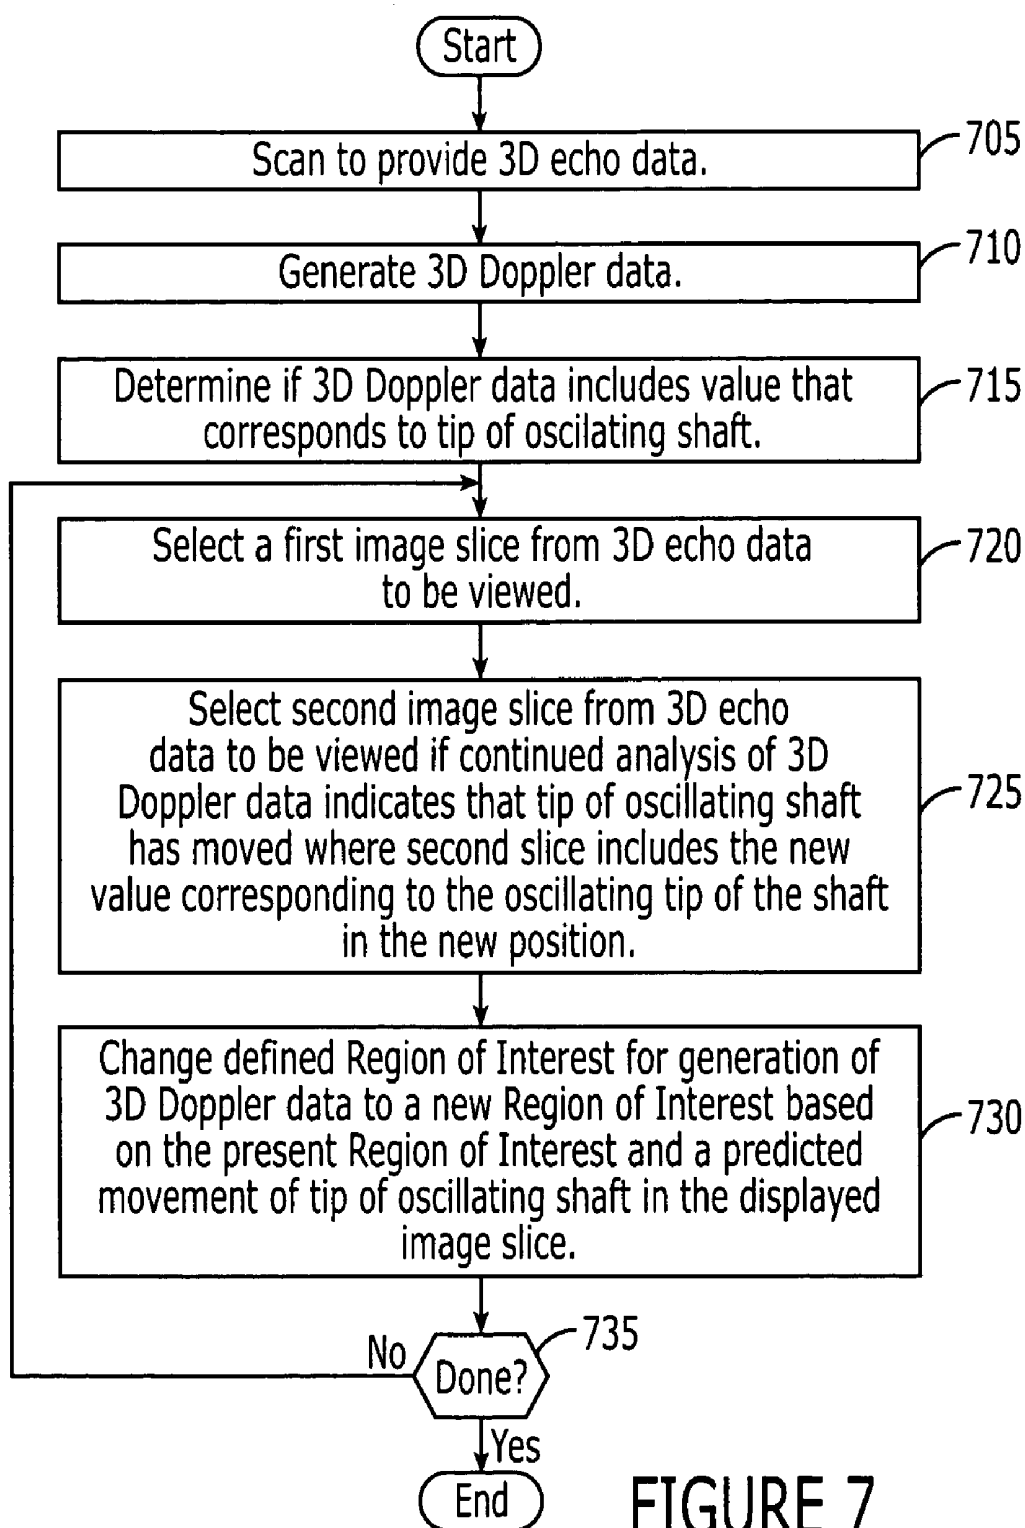 Start
Scan to provide 3D echo data.
705
Generate 3D Doppler data.
710
Determine if 3D Doppler data includes value that
corresponds to tip of oscilating shaft.
715
Select a first image slice from 3D echo data
to be viewed.
720
Select second image slice from 3D echo
data to be viewed if continued analysis of 3D
Doppler data indicates that tip of oscillating shaft
has moved where second slice includes the new
value corresponding to the oscillating tip of the shaft
in the new position.
725
Change defined Region of Interest for generation of
3D Doppler data to a new Region of Interest based
on the present Region of Interest and a predicted
movement of tip of oscillating shaft in the displayed
image slice.
730
No
Done?
735
Yes
End
FIGURE 7